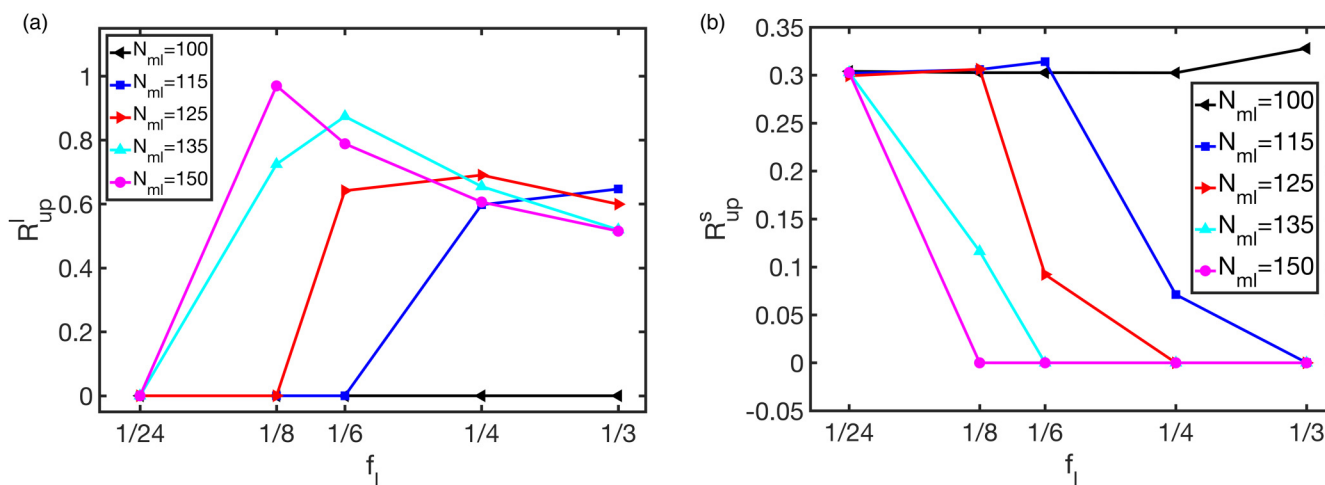 (a)
1
0.8
0.6
0.4
0.2
0
R^l_up
N_ml=100
N_ml=115
N_ml=125
N_ml=135
N_ml=150
1/24 1/8 1/6 1/4 1/3
f_l
(b)
0.35
0.3
0.25
0.2
0.15
0.1
0.05
0
-0.05
R^s_up
N_ml=100
N_ml=115
N_ml=125
N_ml=135
N_ml=150
1/24 1/8 1/6 1/4 1/3
f_l